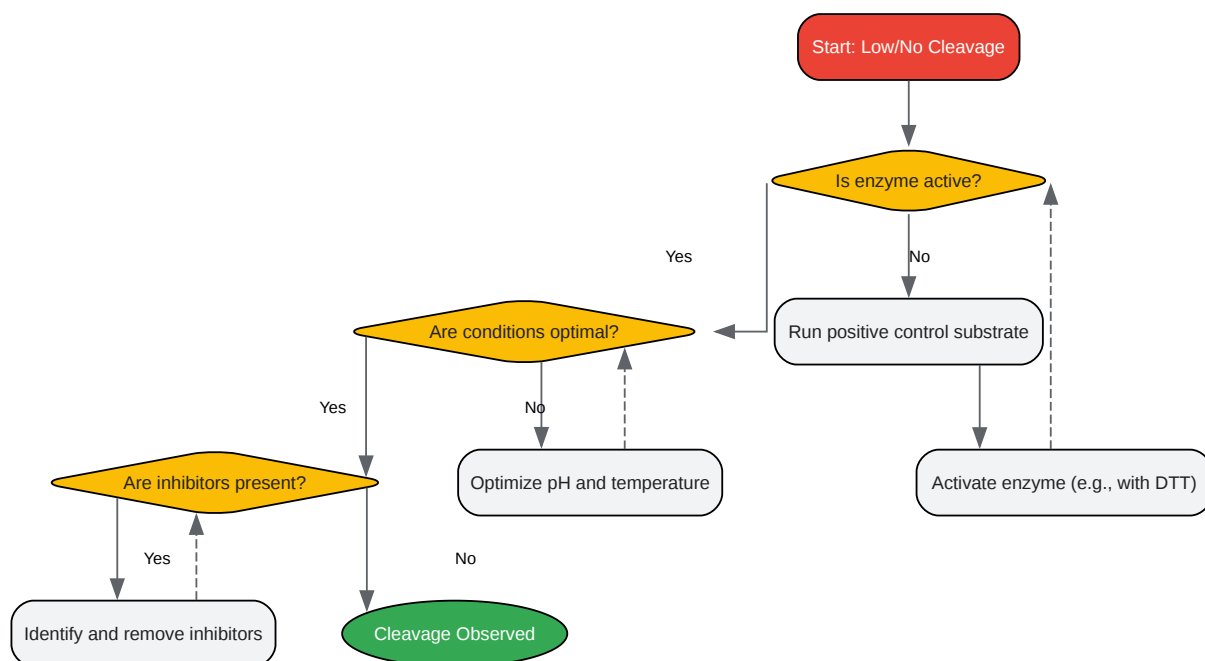 Start: Low/No Cleavage
Is enzyme active?
Yes
No
Are conditions optimal?
Run positive control substrate
Yes
No
Are inhibitors present?
Optimize pH and temperature
Activate enzyme (e.g., with DTT)
Yes
No
Identify and remove inhibitors
Cleavage Observed